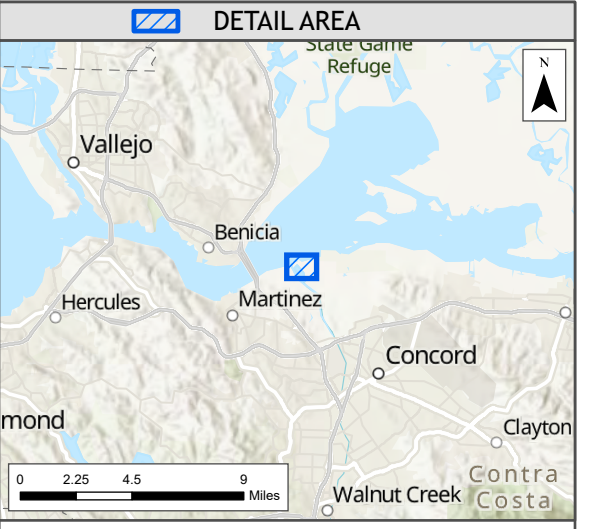 DETAIL AREA
State Game
Refuge
N
Vallejo
Benicia
Hercules
Martinez
Concord
mond
Clayton
Contra
Costa
Walnut Creek
0 2.25 4.5 9
Miles